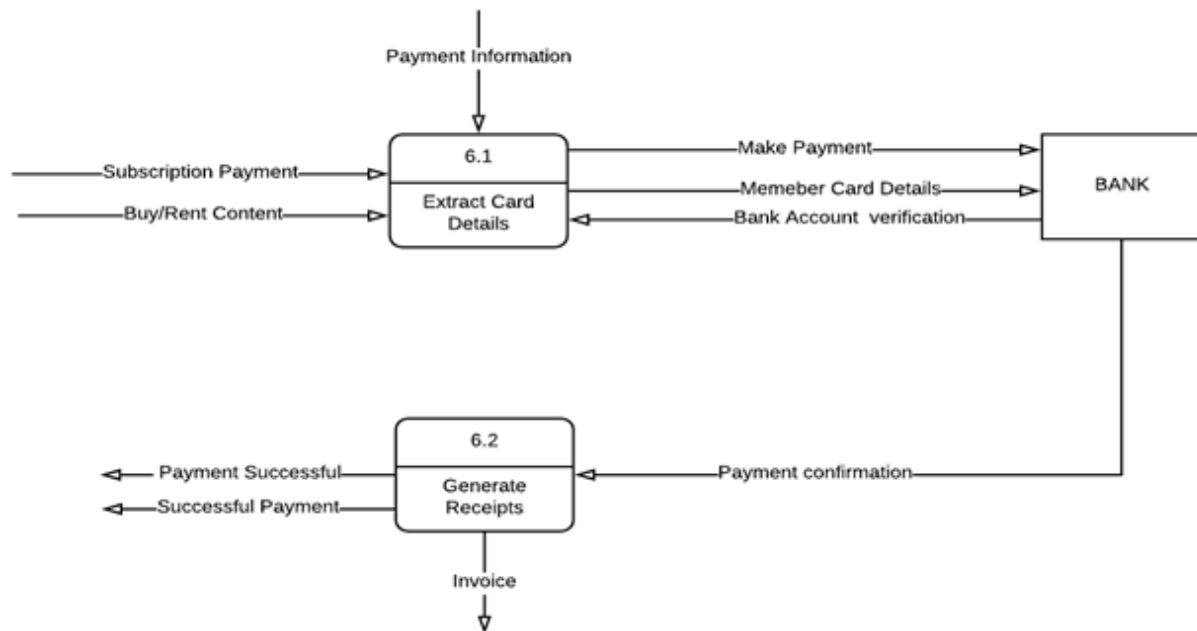 Payment Information
6.1
Extract Card
Details
Subscription Payment
Buy/Rent Content
Make Payment
Memeber Card Details
Bank Account verification
BANK
6.2
Generate
Receipts
Payment Successful
Successful Payment
Payment confirmation
Invoice